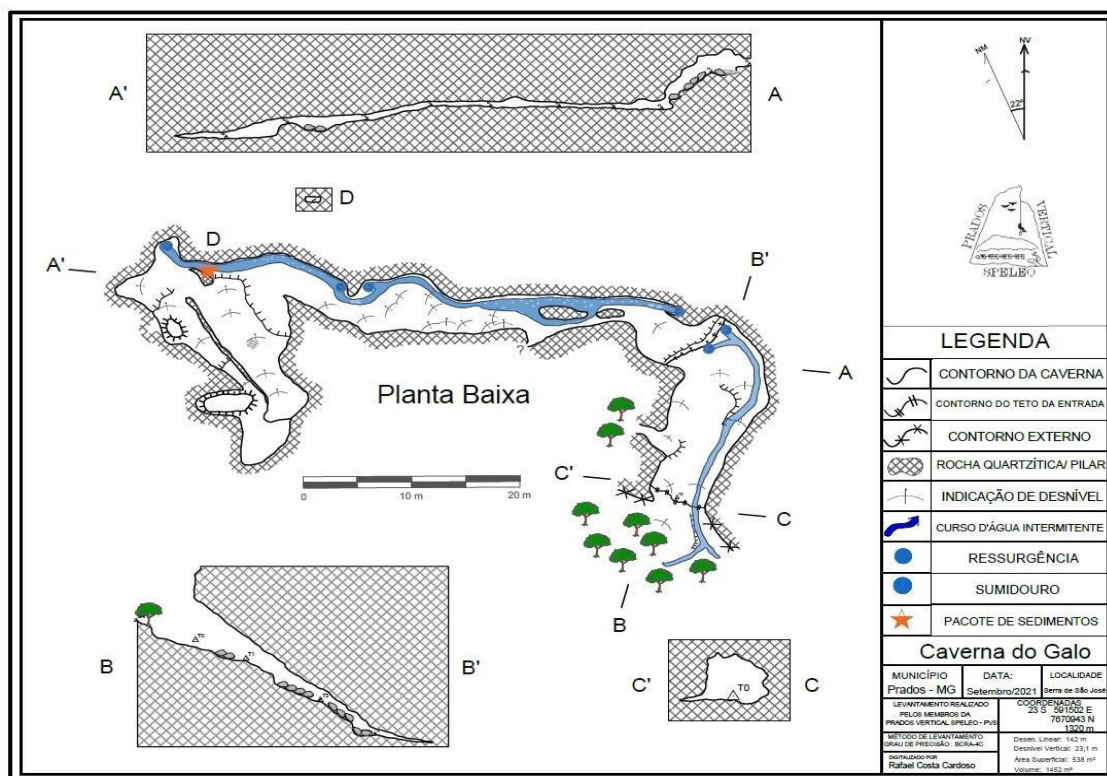 A'
A
NM
NV
22º
D
PRADOS
VERTICAL
SPELEO
D
A'
B'
A
Planta Baixa
?
0
10 m
20 m
C'
C
B
B
T0
T1
B'
C'
T0
C
LEGENDA
CONTORNO DA CAVERNA
CONTORNO DO TETO DA ENTRADA
CONTORNO EXTERNO
ROCHA QUARTZÍTICA/ PILAR
INDICAÇÃO DE DESNÍVEL
CURSO D'ÁGUA INTERMITENTE
RESSURGÊNCIA
SUMIDOURO
PACOTE DE SEDIMENTOS
Caverna do Galo
MUNICÍPIO
Prados - MG
DATA:
Setembro/2021
LOCALIDADE
Serra de São José
LEVANTAMENTO REALIZADO
PELOS MEMBROS DA
PRADOS VERTICAL SPELEO - PVS
COORDENADAS
23 S 591502 E
7670943 N
1320 m
MÉTODO DE LEVANTAMENTO
GRAU DE PRECISÃO : BCRA-4C
DIGITALIZADO POR
Rafael Costa Cardoso
Desen. Linear: 142 m
Desnível Vertical: 23,1 m
Área Superficial: 538 m²
Volume: 1452 m³